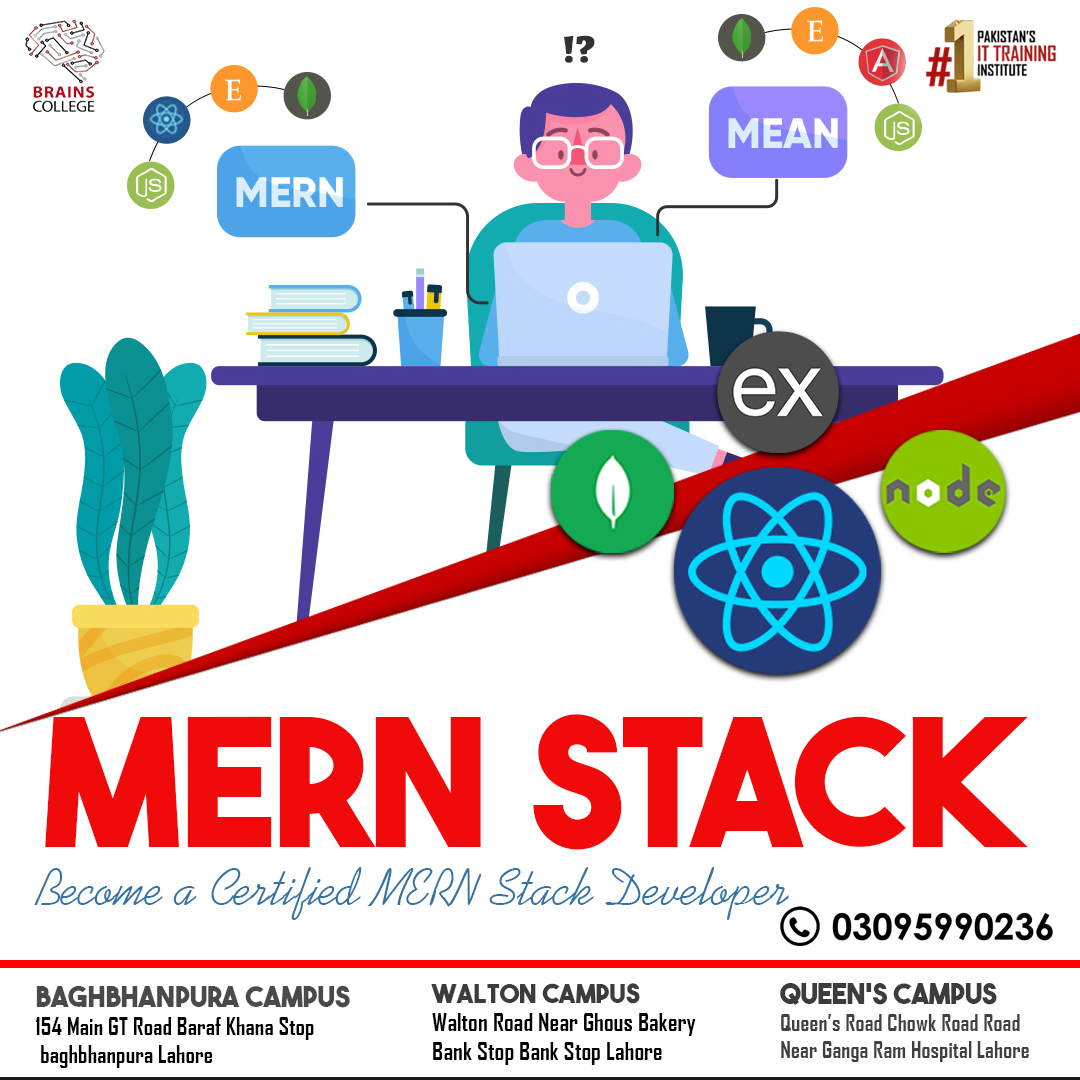 BRAINS
COLLEGE
!?
#1 PAKISTAN'S
IT TRAINING
INSTITUTE
E
E
A
JS
JS
MERN
MEAN
ex
node
MERN STACK
Become a Certified MERN Stack Developer
03095990236
BAGHBHANPURA CAMPUS
154 Main GT Road Baraf Khana Stop
baghbhanpura Lahore
WALTON CAMPUS
Walton Road Near Ghous Bakery
Bank Stop Bank Stop Lahore
QUEEN'S CAMPUS
Queen's Road Chowk Road Road
Near Ganga Ram Hospital Lahore